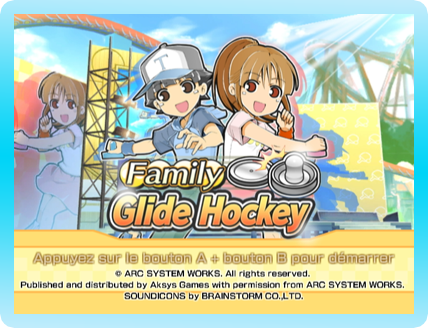 T
Family
Glide Hockey
Appuyez sur le bouton A + bouton B pour démarrer
© ARC SYSTEM WORKS. All rights reserved.
Published and distributed by Aksys Games with permission from ARC SYSTEM WORKS.
SOUNDICONS by BRAINSTORM CO.,LTD.